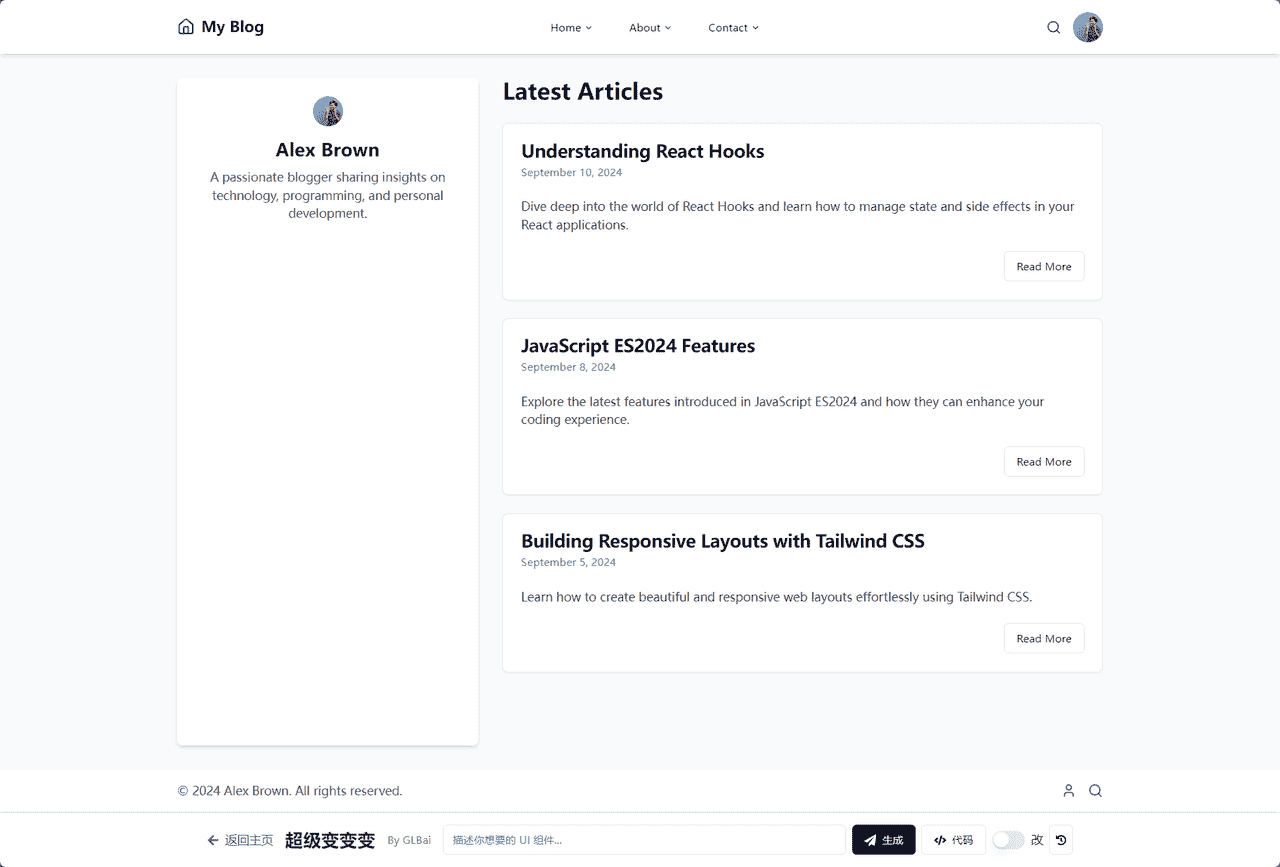 My Blog
Home
About
Contact
Alex Brown
A passionate blogger sharing insights on
technology, programming, and personal
development.
Latest Articles
Understanding React Hooks
September 10, 2024
Dive deep into the world of React Hooks and learn how to manage state and side effects in your
React applications.
Read More
JavaScript ES2024 Features
September 8, 2024
Explore the latest features introduced in JavaScript ES2024 and how they can enhance your
coding experience.
Read More
Building Responsive Layouts with Tailwind CSS
September 5, 2024
Learn how to create beautiful and responsive web layouts effortlessly using Tailwind CSS.
Read More
© 2024 Alex Brown. All rights reserved.
返回主页 超级变变变 By GLBai 描述你想要的 UI 组件... 生成 代码 改